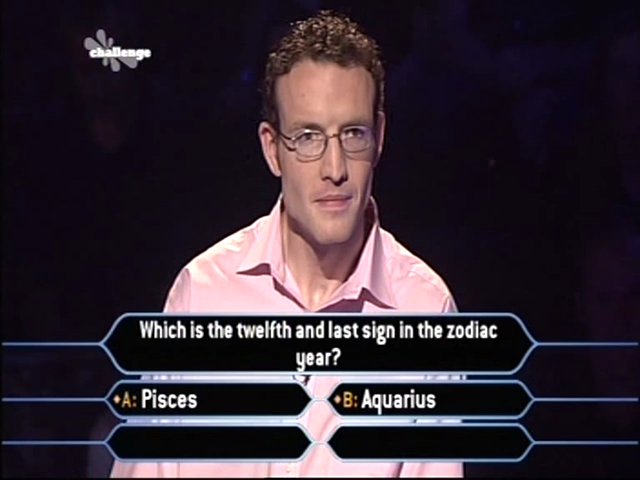 challenge
Which is the twelfth and last sign in the zodiac
year?
A: Pisces
B: Aquarius